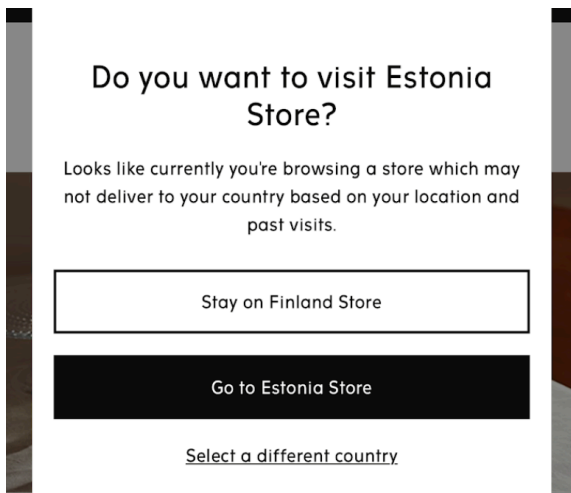 Do you want to visit Estonia
Store?
Looks like currently you're browsing a store which may
not deliver to your country based on your location and
past visits.
Stay on Finland Store
Go to Estonia Store
Select a different country